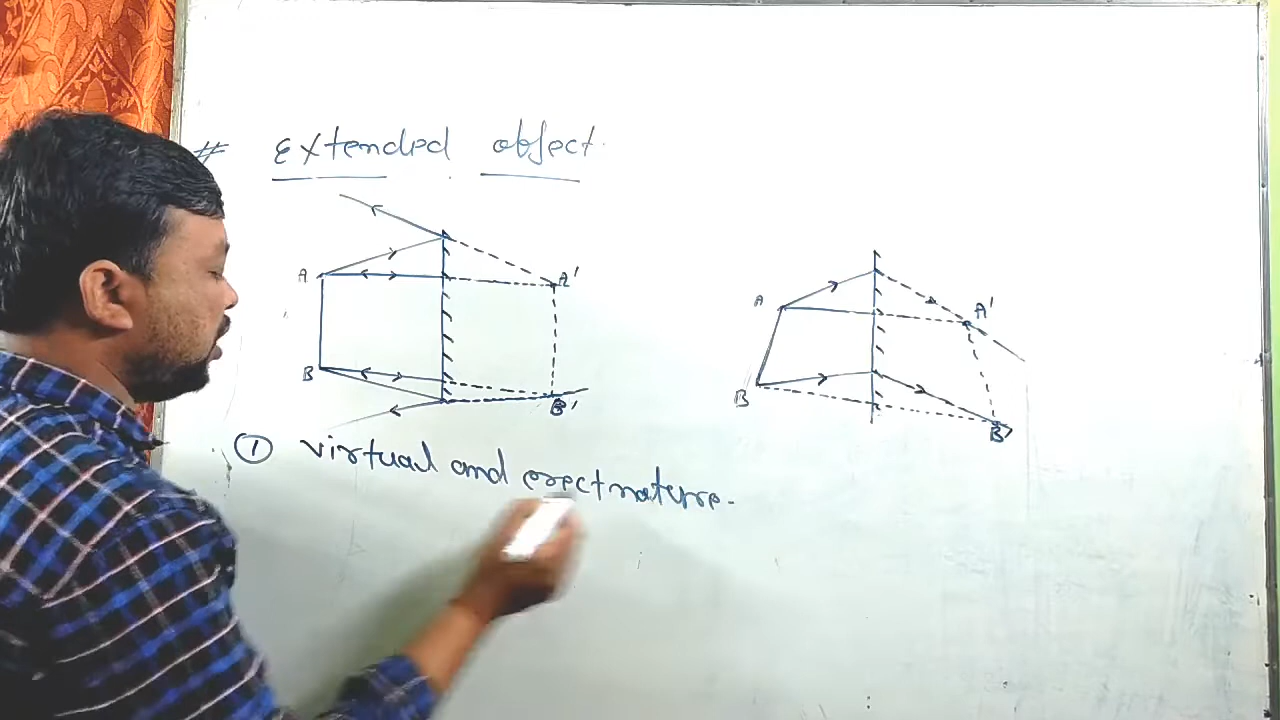 # Extended object.
A
A'
B
B'
A
A'
B
B'
① virtual and erect nature.